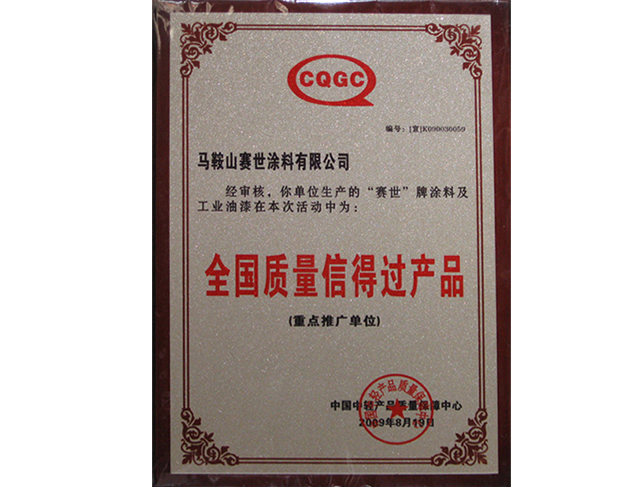 CQGC
编号：[宣]K090030059
马鞍山赛世涂料有限公司
经审核，你单位生产的“赛世”牌涂料及
工业油漆在本次活动中为：
全国质量信得过产品
(重点推广单位)
中国中轻产品质量保障中心
2009年8月19日